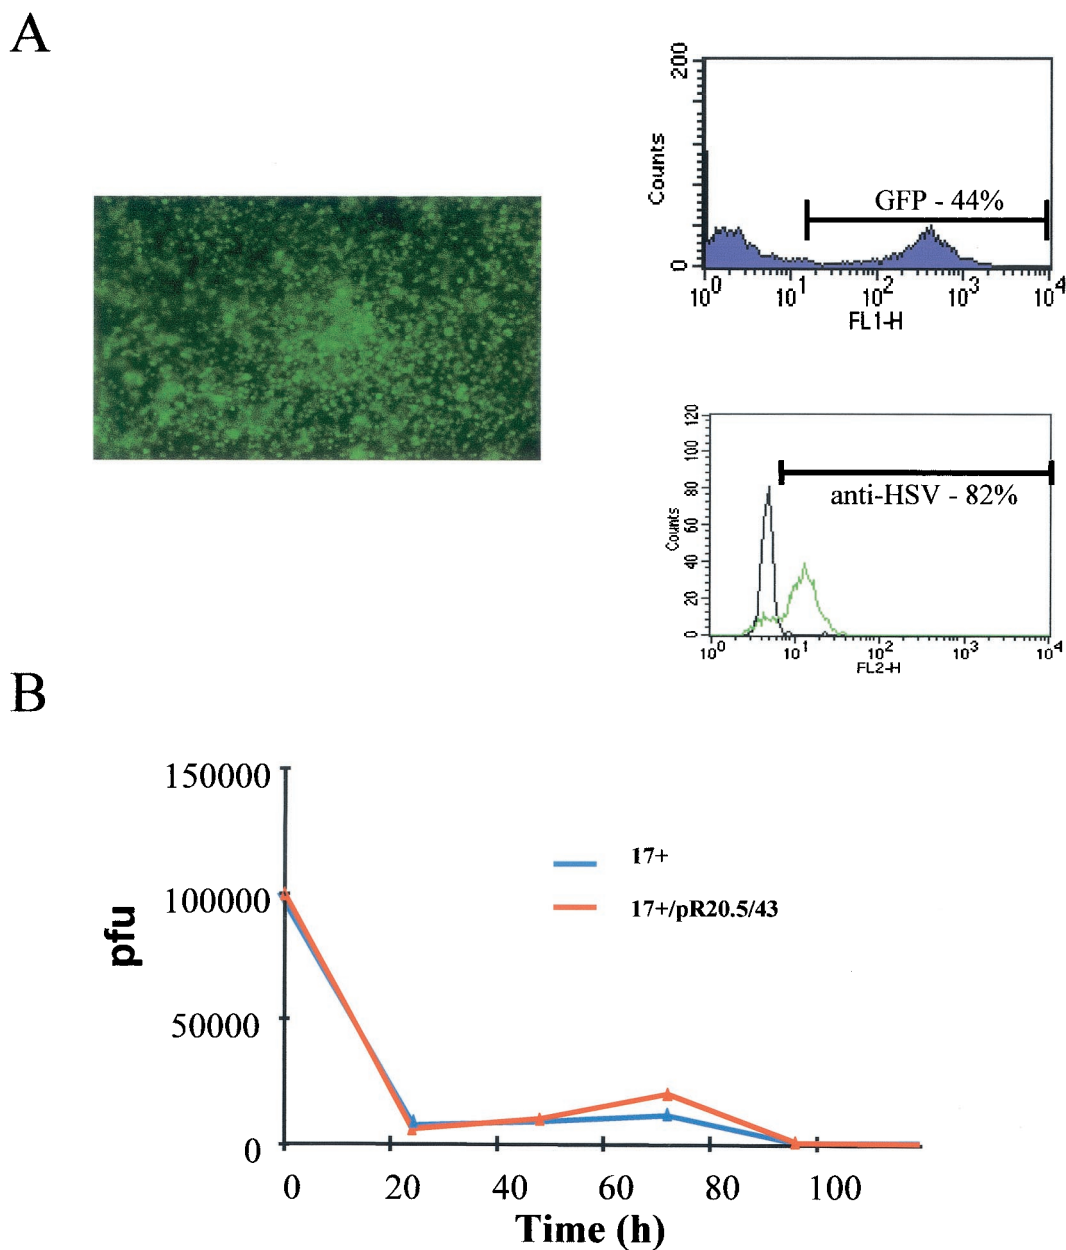 A
200
Counts
0
GFP - 44%
10^0 10^1 10^2 10^3 10^4
FL1-H
120
100
80
60
40
20
0
Counts
anti-HSV - 82%
10^0 10^1 10^2 10^3 10^4
FL2-H
B
150000
100000
50000
0
pfu
17+
17+/pR20.5/43
0 20 40 60 80 100
Time (h)